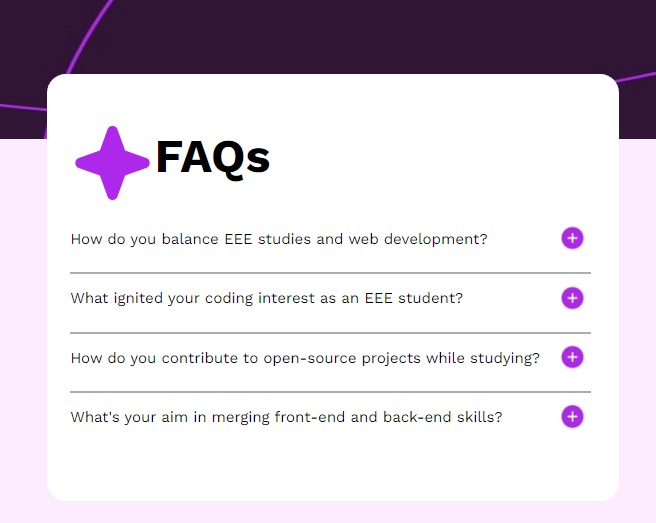 FAQs
How do you balance EEE studies and web development?
What ignited your coding interest as an EEE student?
How do you contribute to open-source projects while studying?
What's your aim in merging front-end and back-end skills?